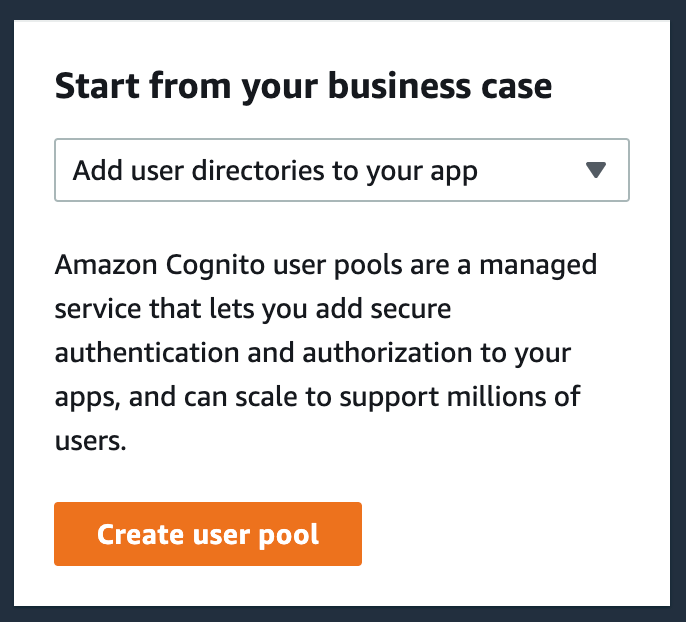 Start from your business case
Add user directories to your app
Amazon Cognito user pools are a managed
service that lets you add secure
authentication and authorization to your
apps, and can scale to support millions of
users.
Create user pool